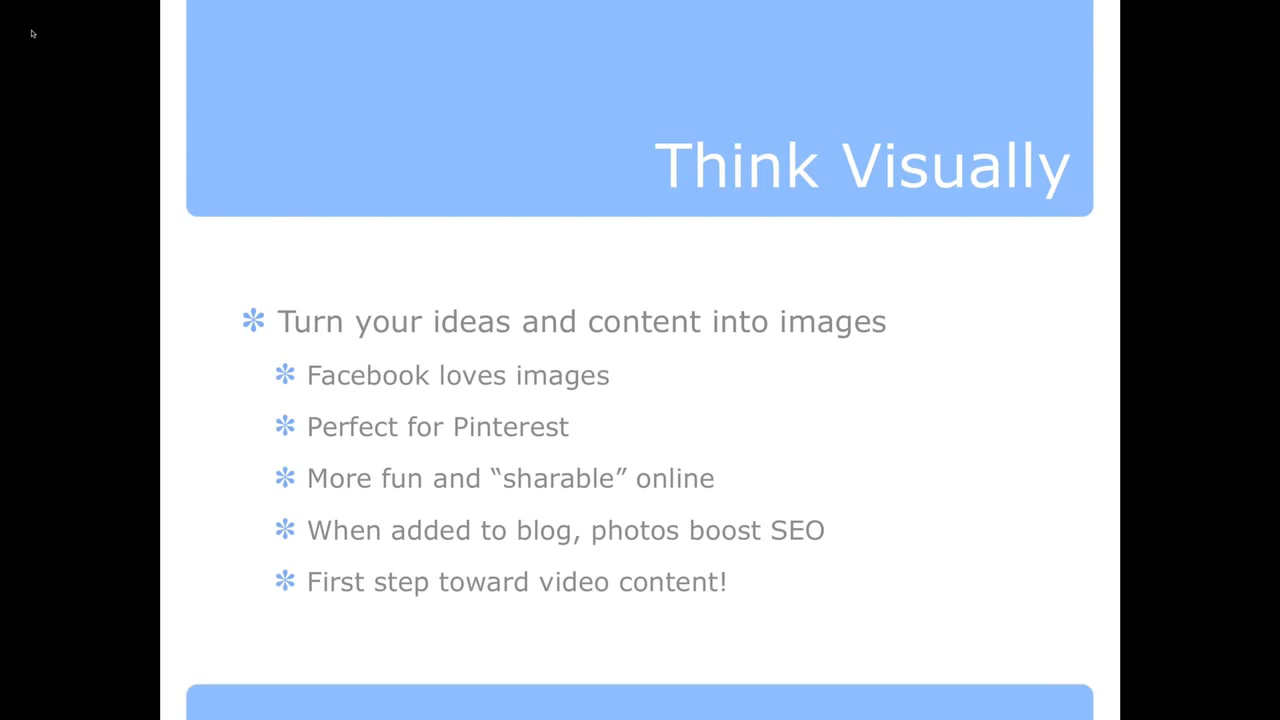 Think Visually
✻ Turn your ideas and content into images
✻ Facebook loves images
✻ Perfect for Pinterest
✻ More fun and “sharable” online
✻ When added to blog, photos boost SEO
✻ First step toward video content!